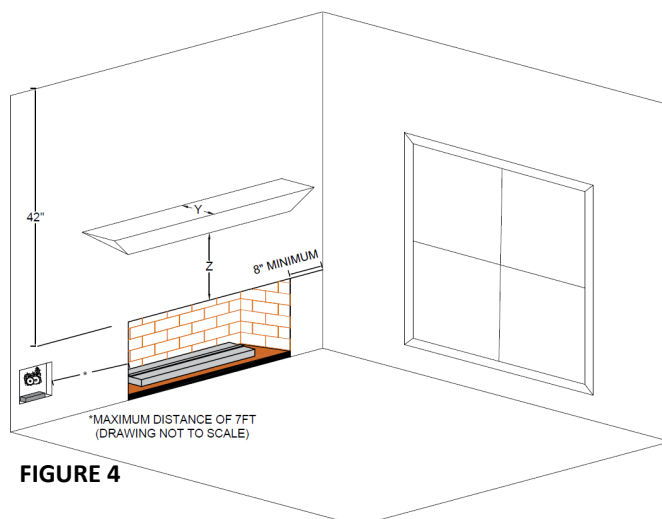 42"
Y
Z
8" MINIMUM
*
*MAXIMUM DISTANCE OF 7FT
(DRAWING NOT TO SCALE)
FIGURE 4